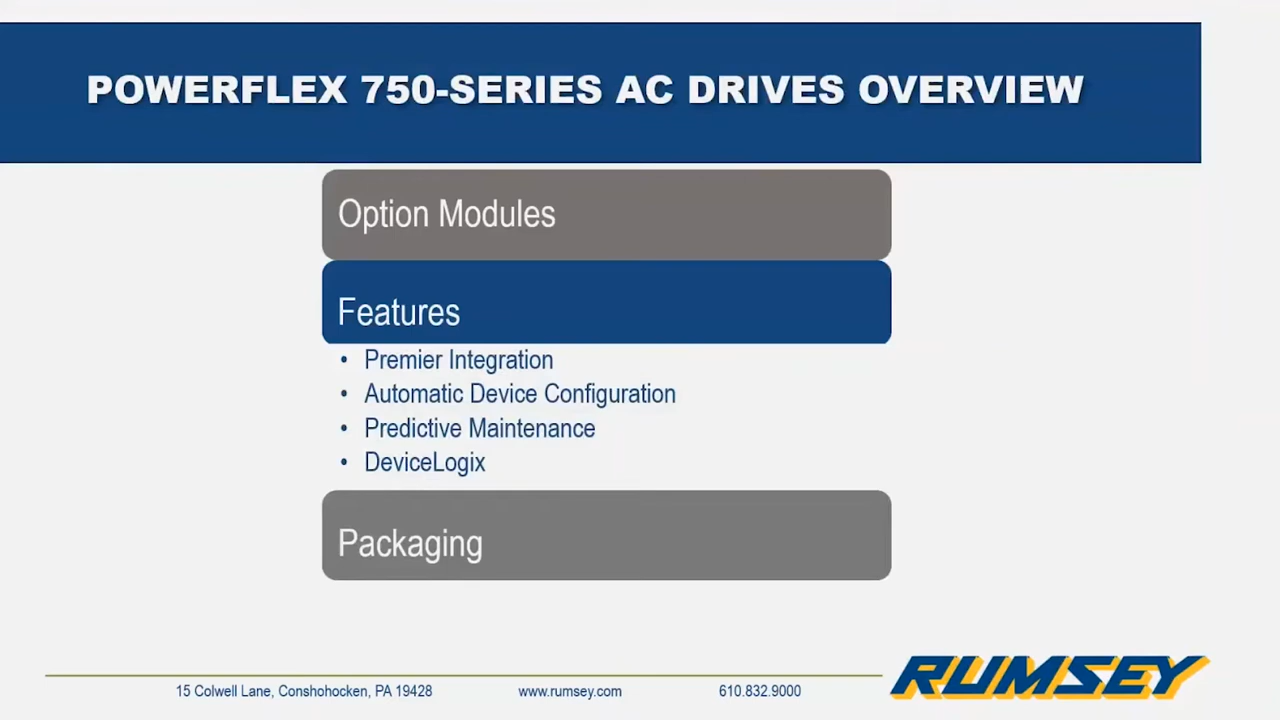 POWERFLEX 750-SERIES AC DRIVES OVERVIEW
Option Modules
Features
• Premier Integration
• Automatic Device Configuration
• Predictive Maintenance
• DeviceLogix
Packaging
15 Colwell Lane, Conshohocken, PA 19428 www.rumsey.com 610.832.9000
RUMSEY